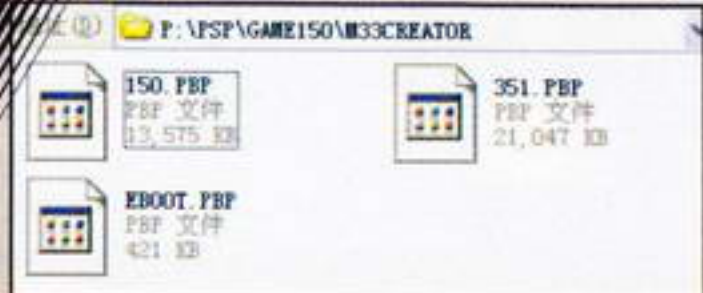 (D) P:\PSP\GAME150\M33CREATOR
150.PBP
PBP 文件
13,575 KB
351.PBP
PBP 文件
21,047 KB
EBOOT.PBP
PBP 文件
421 KB